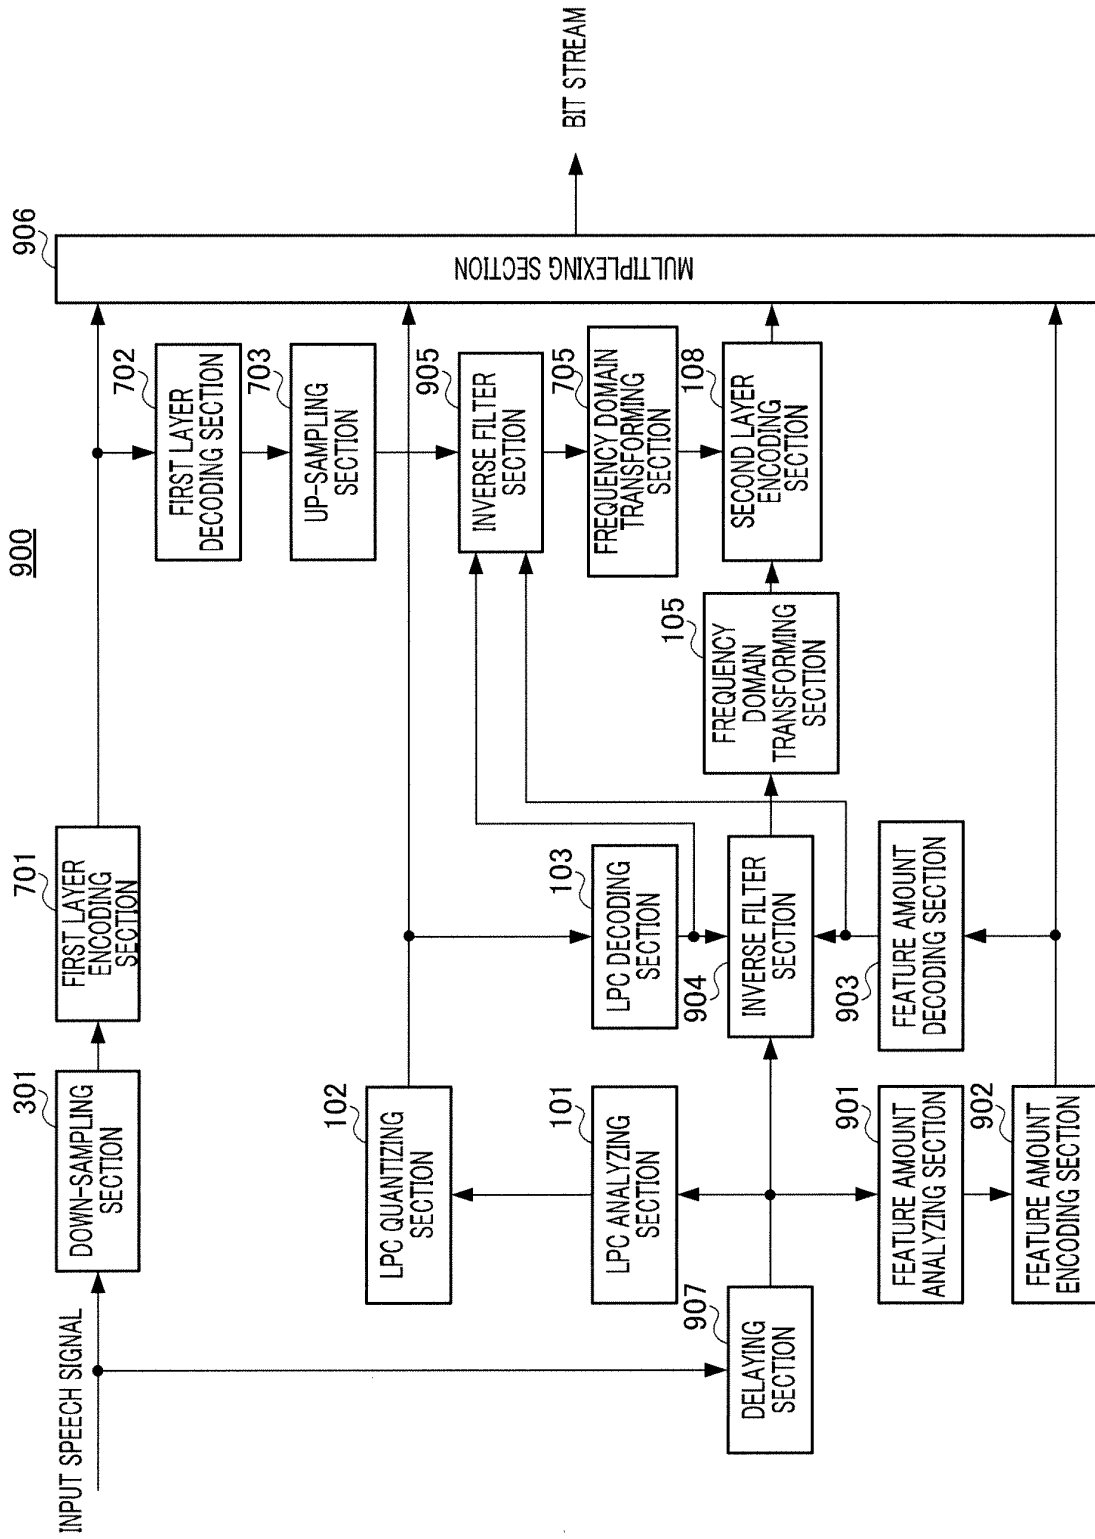 900
INPUT SPEECH SIGNAL
301
DOWN-SAMPLING
SECTION
701
FIRST LAYER
ENCODING
SECTION
702
FIRST LAYER
DECODING SECTION
703
UP-SAMPLING
SECTION
906
MULTIPLEXING SECTION
BIT STREAM
102
LPC QUANTIZING
SECTION
905
INVERSE FILTER
SECTION
101
LPC ANALYZING
SECTION
103
LPC DECODING
SECTION
705
FREQUENCY DOMAIN
TRANSFORMING
SECTION
907
DELAYING
SECTION
904
INVERSE FILTER
SECTION
105
FREQUENCY
DOMAIN
TRANSFORMING
SECTION
108
SECOND LAYER
ENCODING
SECTION
901
FEATURE AMOUNT
ANALYZING SECTION
903
FEATURE AMOUNT
DECODING SECTION
902
FEATURE AMOUNT
ENCODING SECTION